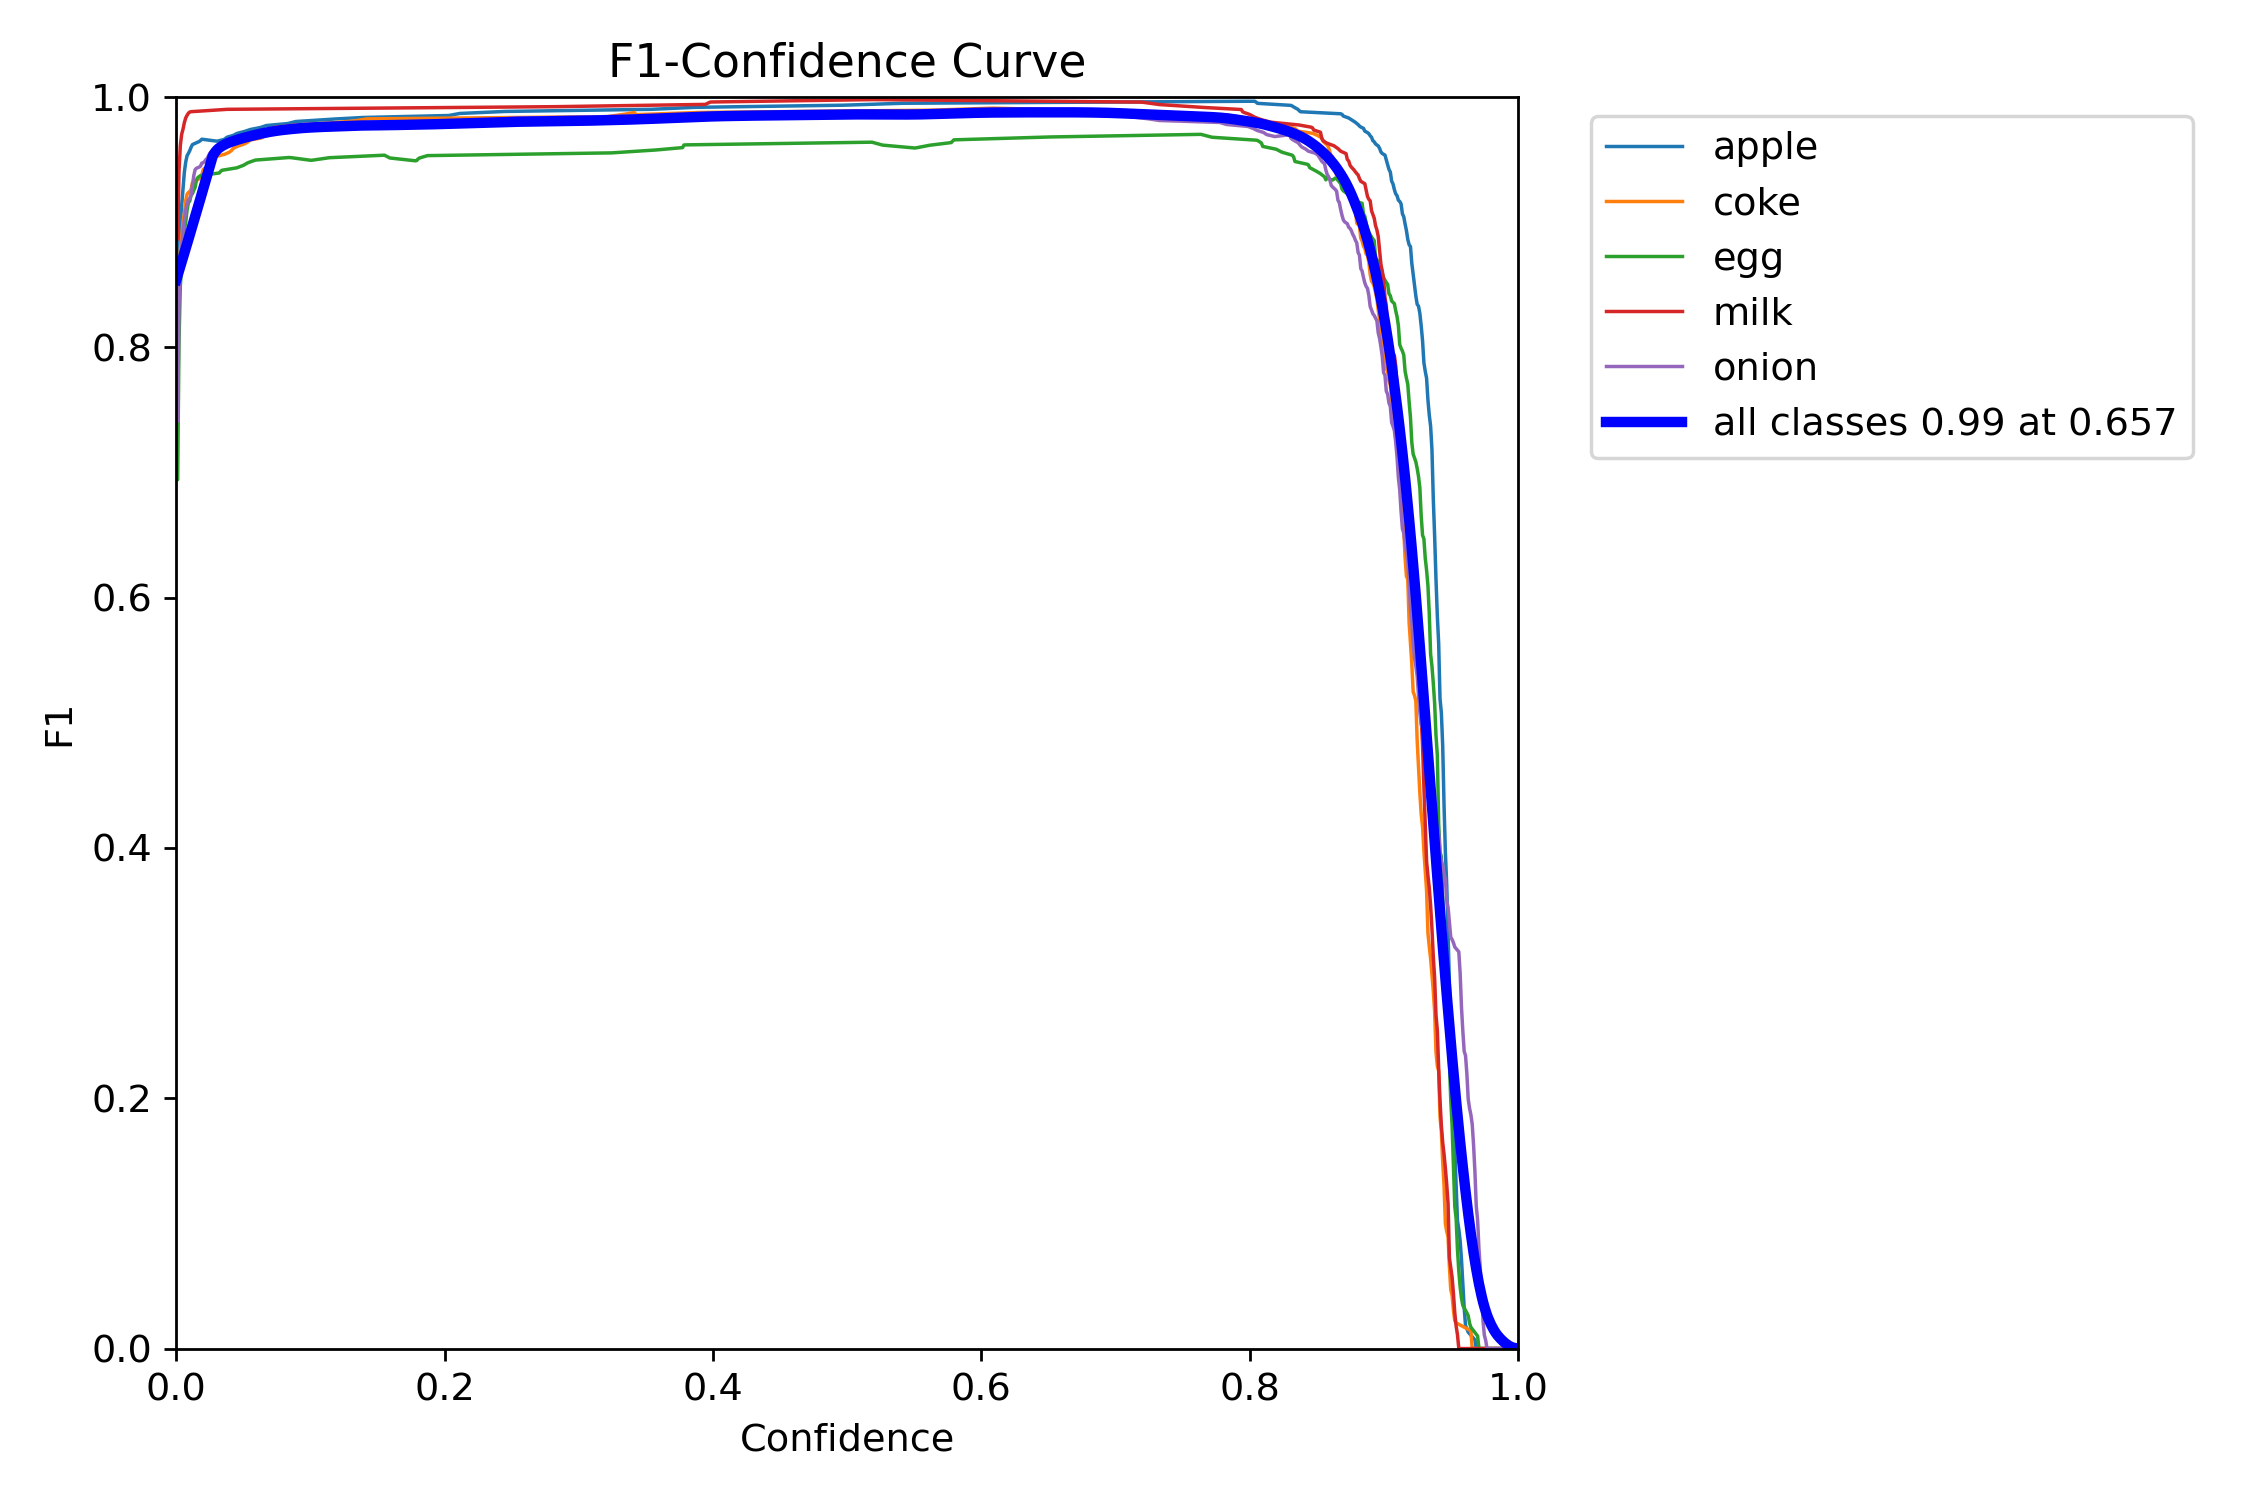 F1-Confidence Curve
1.0
0.8
0.6
0.4
0.2
0.0
F1
0.0 0.2 0.4 0.6 0.8 1.0
Confidence
apple
coke
egg
milk
onion
all classes 0.99 at 0.657